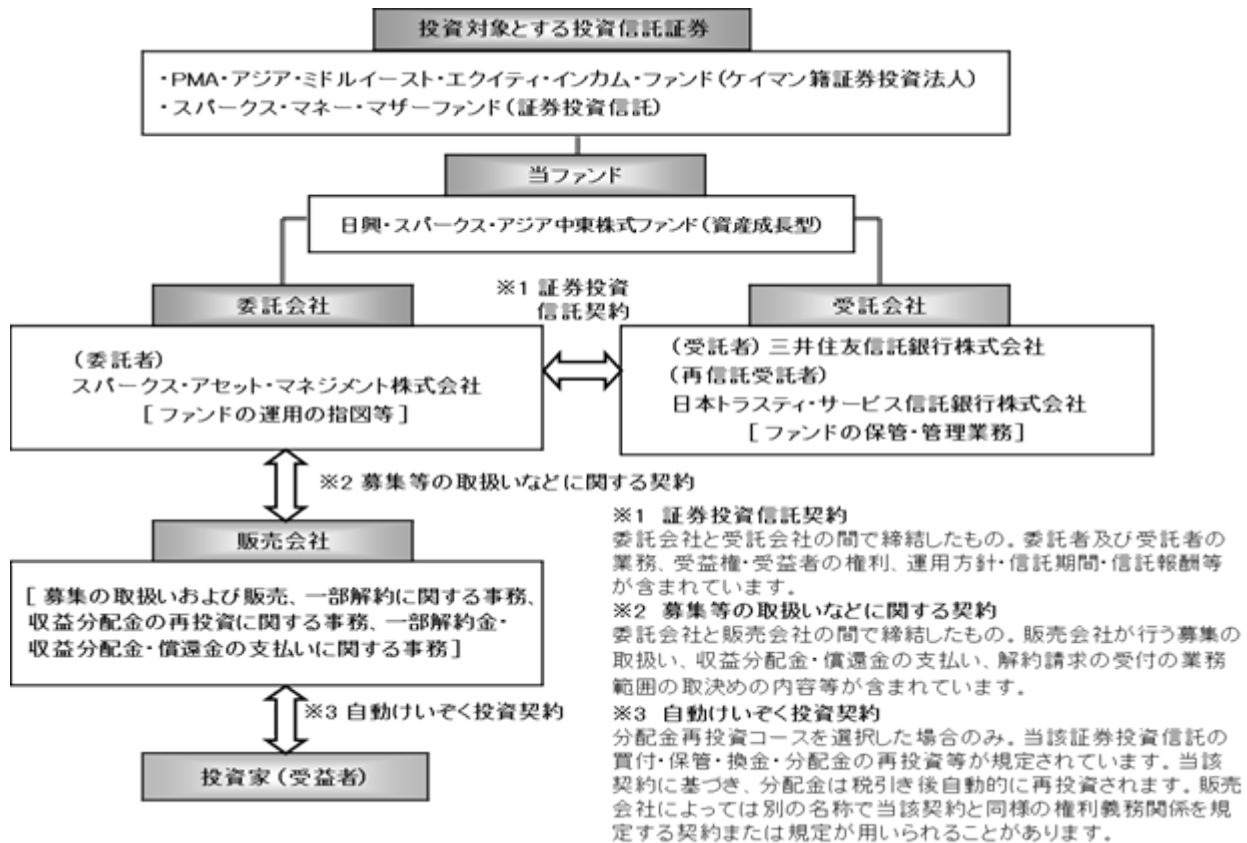 投資対象とする投資信託証券
・PMA・アジア・ミドルイースト・エクイティ・インカム・ファンド(ケイマン籍証券投資法人)
・スパークス・マネー・マザーファンド(証券投資信託)
当ファンド
日興・スパークス・アジア中東株式ファンド(資産成長型)
委託会社
※1 証券投資
信託契約
受託会社
(委託者)
スパークス・アセット・マネジメント株式会社
[ファンドの運用の指図等]
(受託者) 三井住友信託銀行株式会社
(再信託受託者)
日本トラスティ・サービス信託銀行株式会社
[ファンドの保管・管理業務]
※2 募集等の取扱いなどに関する契約
販売会社
[ 募集の取扱いおよび販売、一部解約に関する事務、
収益分配金の再投資に関する事務、一部解約金・
収益分配金・償還金の支払いに関する事務]
※3 自動けいぞく投資契約
投資家(受益者)
※1 証券投資信託契約
委託会社と受託会社の間で締結したもの。委託者及び受託者の
業務、受益権・受益者の権利、運用方針・信託期間・信託報酬等
が含まれています。
※2 募集等の取扱いなどに関する契約
委託会社と販売会社の間で締結したもの。販売会社が行う募集の
取扱い、収益分配金・償還金の支払い、解約請求の受付の業務
範囲の取決めの内容等が含まれています。
※3 自動けいぞく投資契約
分配金再投資コースを選択した場合のみ。当該証券投資信託の
買付・保管・換金・分配金の再投資等が規定されています。当該
契約に基づき、分配金は税引き後自動的に再投資されます。販売
会社によっては別の名称で当該契約と同様の権利義務関係を規
定する契約または規定が用いられることがあります。